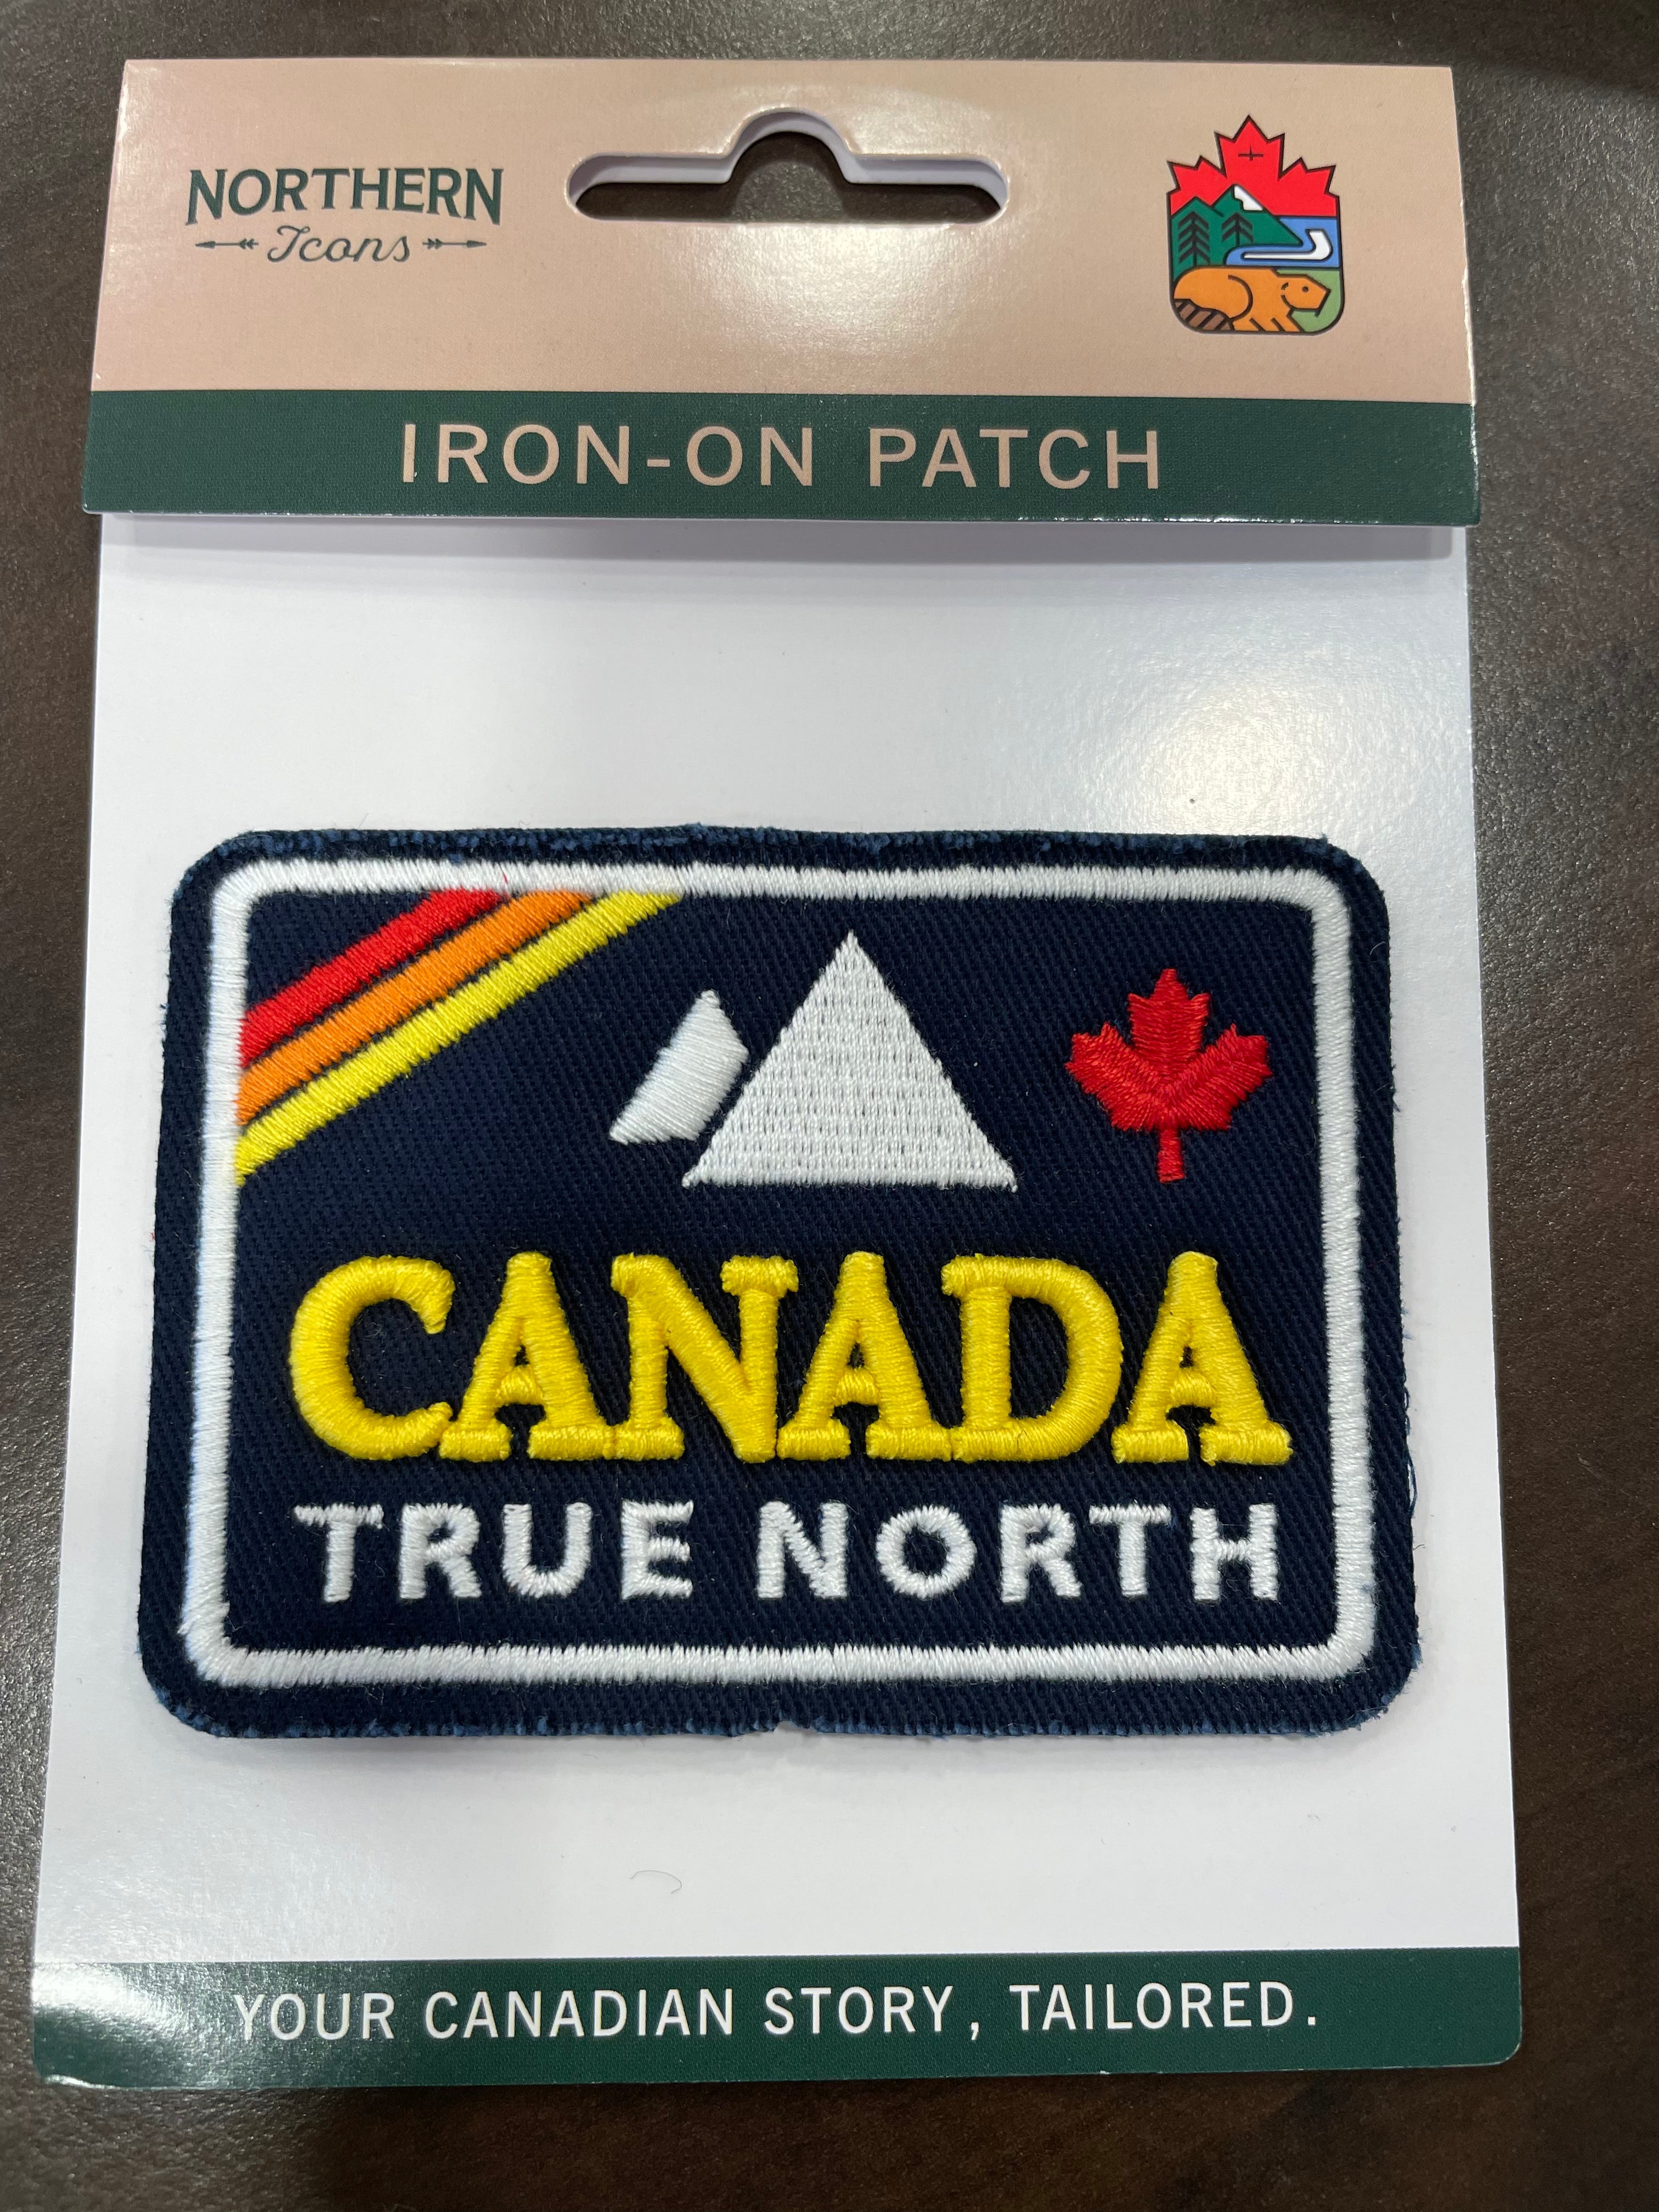 NORTHERN
Icons
IRON-ON PATCH
CANADA
TRUE NORTH
YOUR CANADIAN STORY, TAILORED.